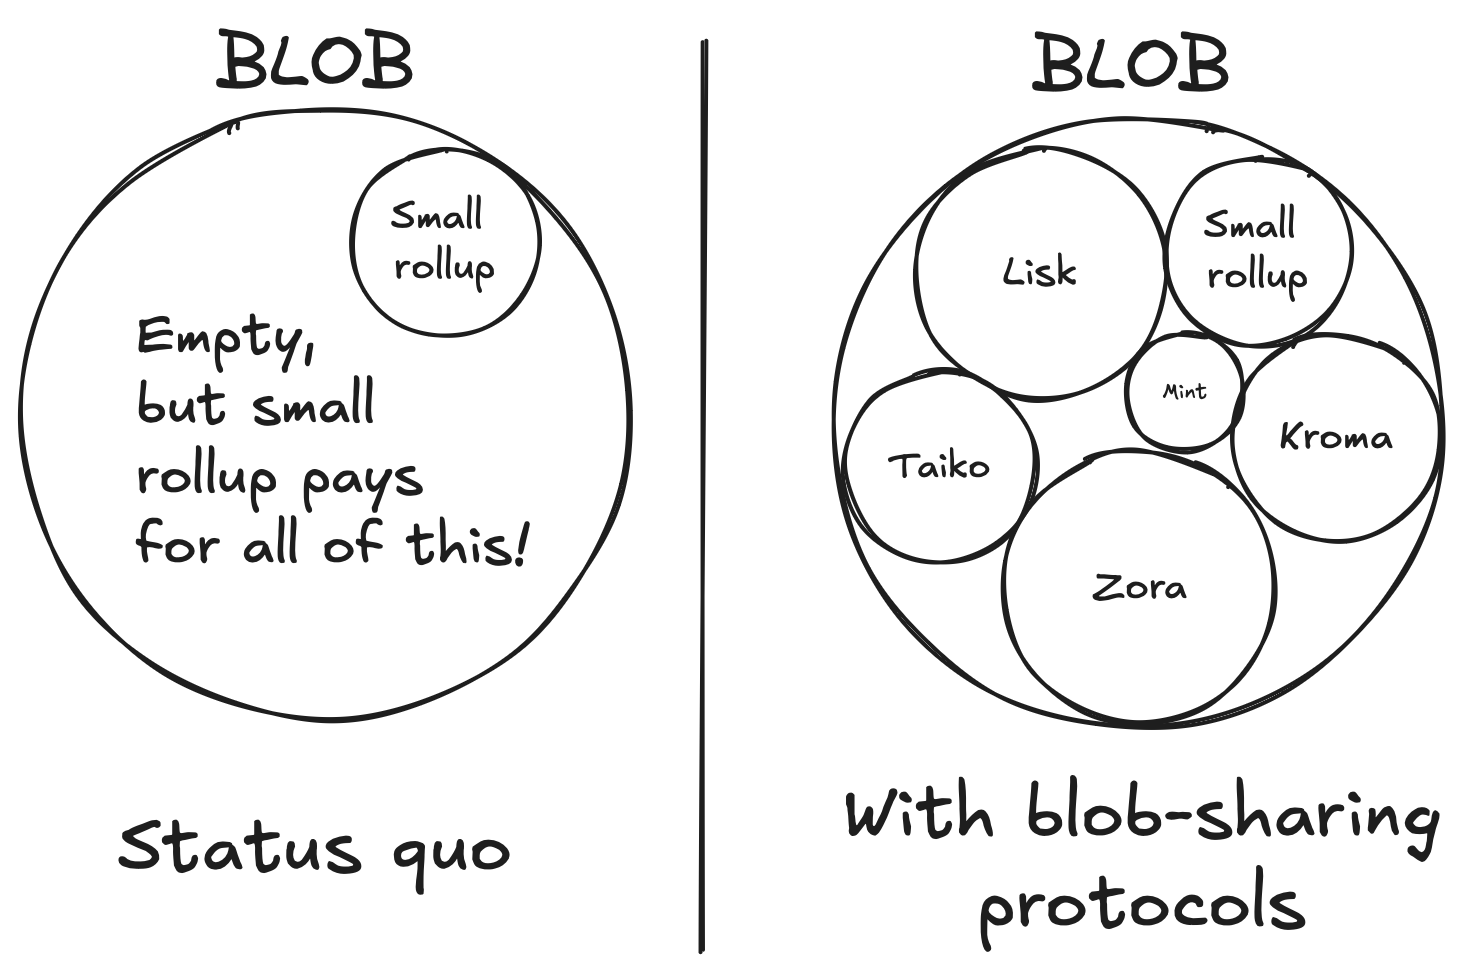 BLOB
Small
rollup
Empty,
but small
rollup pays
for all of this!
Status quo
BLOB
Lisk
Small
rollup
Mint
Kroma
Taiko
Zora
With blob-sharing
protocols